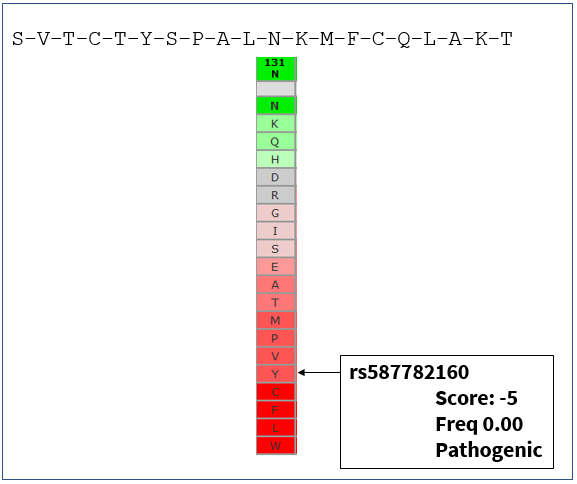 S-V-T-C-T-Y-S-P-A-L-N-K-M-F-C-Q-L-A-K-T
131
N
N
K
Q
H
D
R
G
I
S
E
A
T
M
P
V
Y
C
F
L
W
rs587782160
Score: -5
Freq 0.00
Pathogenic